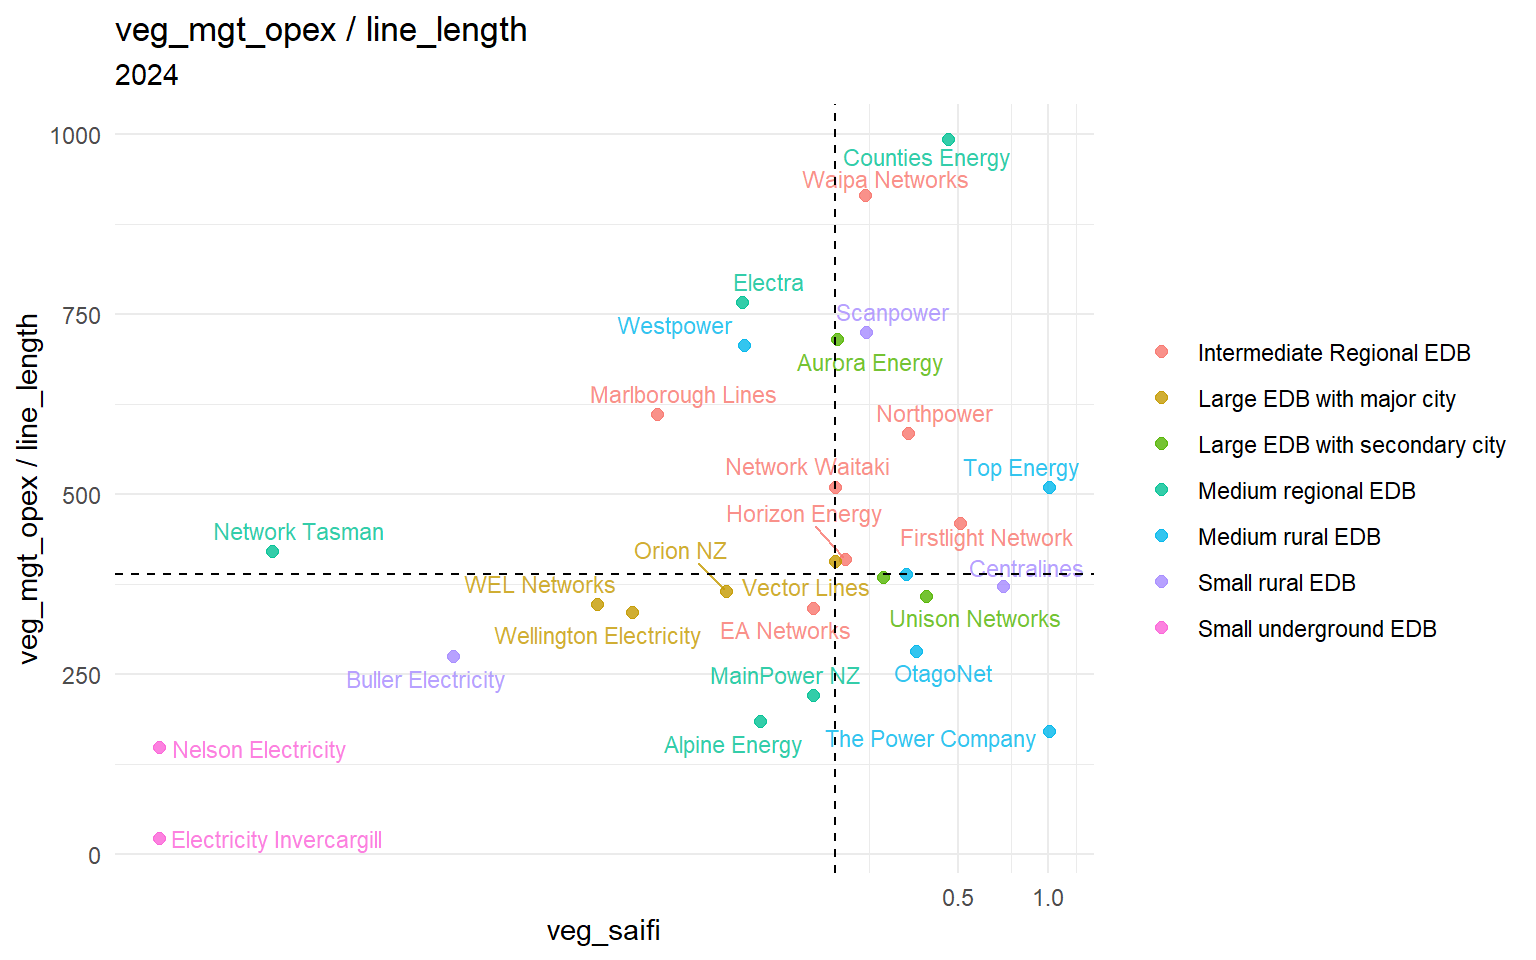 veg_mgt_opex / line_length
2024
1000
750
500
250
0
veg_mgt_opex / line_length
Counties Energy
Waipa Networks
Electra
Scanpower
Westpower
Aurora Energy
Marlborough Lines
Northpower
Network Waitaki
Top Energy
Horizon Energy
Network Tasman
Firstlight Network
Orion NZ
Centralines
WEL Networks
Vector Lines
Unison Networks
EA Networks
Wellington Electricity
OtagoNet
MainPower NZ
Buller Electricity
The Power Company
Alpine Energy
Nelson Electricity
Electricity Invercargill
0.5
1.0
veg_saifi
Intermediate Regional EDB
Large EDB with major city
Large EDB with secondary city
Medium regional EDB
Medium rural EDB
Small rural EDB
Small underground EDB